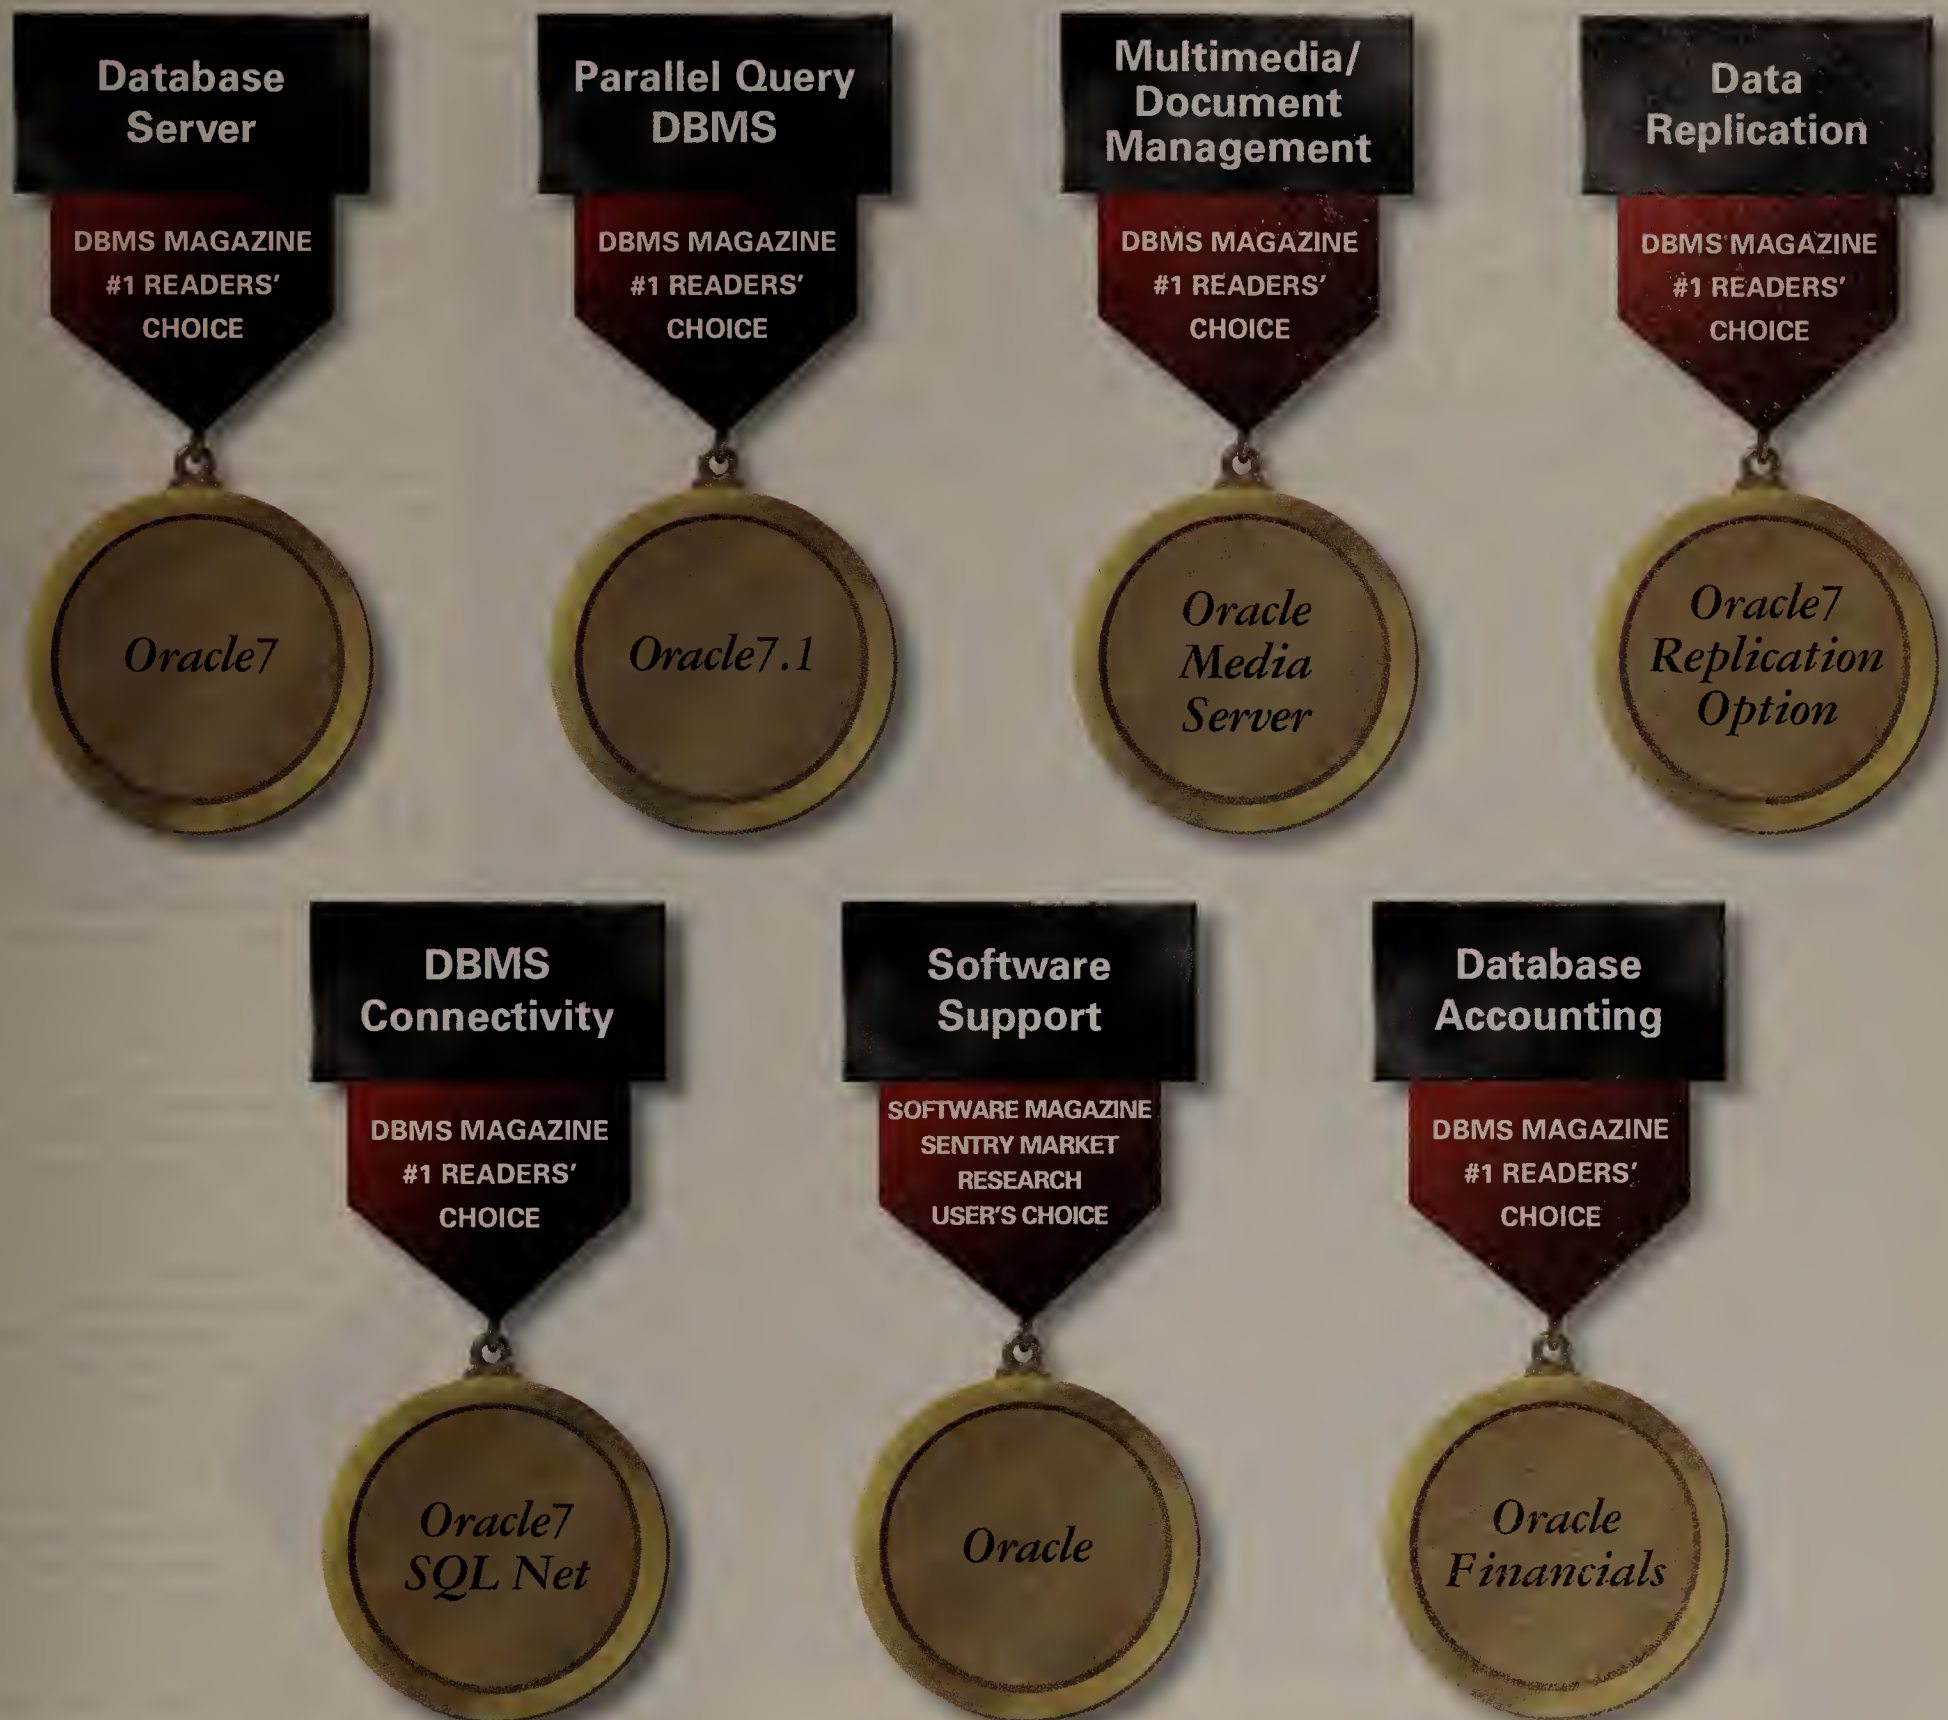 Database
Server
DBMS MAGAZINE
#1 READERS'
CHOICE
Oracle7
Parallel Query
DBMS
DBMS MAGAZINE
#1 READERS'
CHOICE
Oracle7.1
Multimedia/
Document
Management
DBMS MAGAZINE
#1 READERS'
CHOICE
Oracle
Media
Server
Data
Replication
DBMS MAGAZINE
#1 READERS'
CHOICE
Oracle7
Replication
Option
DBMS
Connectivity
DBMS MAGAZINE
#1 READERS'
CHOICE
Oracle7
SQL Net
Software
Support
SOFTWARE MAGAZINE
SENTRY MARKET
RESEARCH
USER'S CHOICE
Oracle
Database
Accounting
DBMS MAGAZINE
#1 READERS'
CHOICE
Oracle
Financials